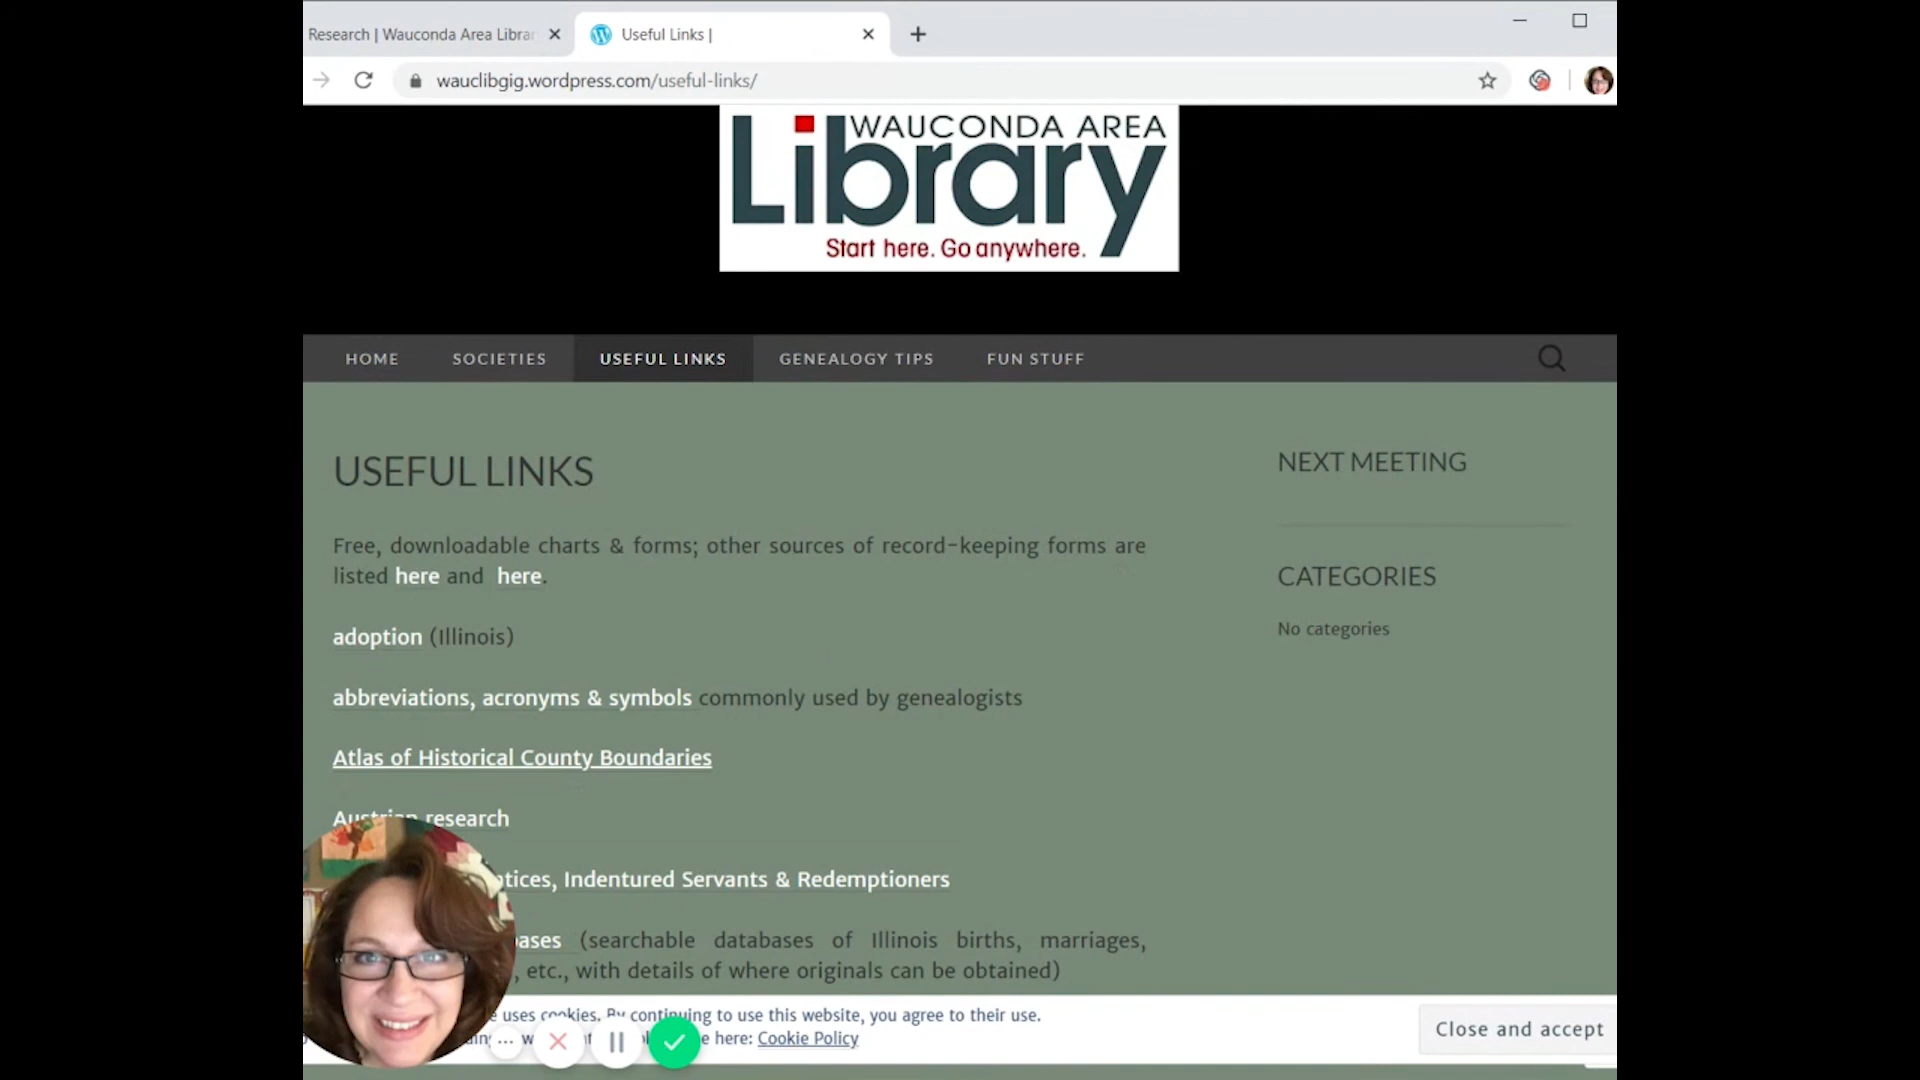 Research | Wauconda Area Librar
Useful Links |
wauclibgig.wordpress.com/useful-links/
WAUCONDA AREA
Library
Start here. Go anywhere.
HOME SOCIETIES USEFUL LINKS GENEALOGY TIPS FUN STUFF
USEFUL LINKS
Free, downloadable charts & forms; other sources of record-keeping forms are
listed here and here.
adoption (Illinois)
abbreviations, acronyms & symbols commonly used by genealogists
Atlas of Historical County Boundaries
Austrian research
Indentured Servants & Redemptioners
(searchable databases of Illinois births, marriages,
etc., with details of where originals can be obtained)
NEXT MEETING
CATEGORIES
No categories
uses cookies. By continuing to use this website, you agree to their use.
here: Cookie Policy
Close and accept